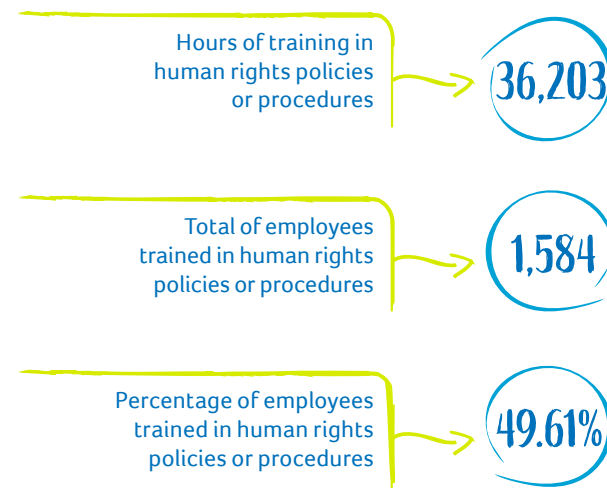 Hours of training in
human rights policies
or procedures
36,203
Total of employees
trained in human rights
policies or procedures
1,584
Percentage of employees
trained in human rights
policies or procedures
49.61%